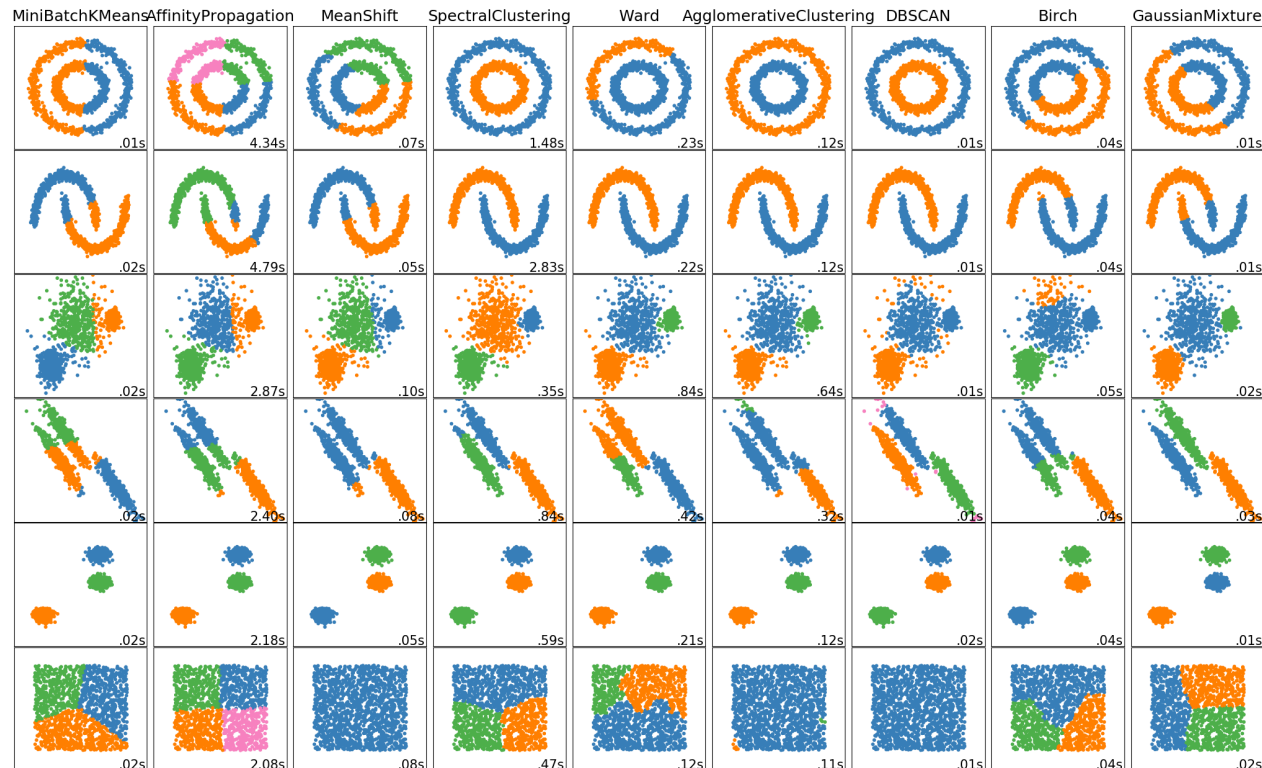 MiniBatchKMeans AffinityPropagation MeanShift SpectralClustering Ward AgglomerativeClustering DBSCAN Birch GaussianMixture
.01s 4.34s .07s 1.48s .23s .12s .01s .04s .01s
.02s 4.79s .05s 2.83s .22s .12s .01s .04s .01s
.02s 2.87s .10s .35s .84s .64s .01s .05s .02s
.02s 2.40s .08s .84s .42s .32s .01s .04s .03s
.02s 2.18s .05s .59s .21s .12s .02s .04s .01s
.02s 2.08s .08s .47s .12s .11s .01s .04s .02s